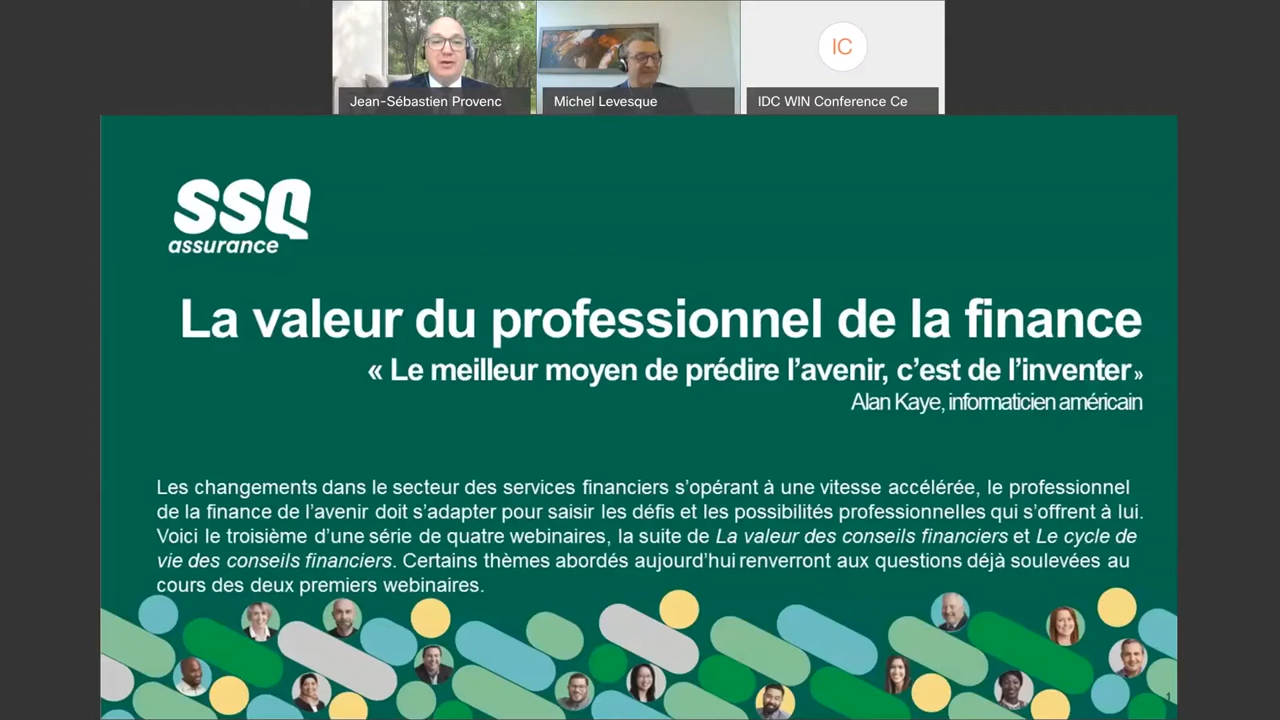 Jean-Sébastien Provenc
Michel Levesque
IC
IDC WIN Conference Ce
SSQ
assurance
La valeur du professionnel de la finance
« Le meilleur moyen de prédire l’avenir, c’est de l’inventer »
Alan Kaye, informaticien américain
Les changements dans le secteur des services financiers s’opérant à une vitesse accélérée, le professionnel
de la finance de l’avenir doit s’adapter pour saisir les défis et les possibilités professionnelles qui s’offrent à lui.
Voici le troisième d’une série de quatre webinaires, la suite de La valeur des conseils financiers et Le cycle de
vie des conseils financiers. Certains thèmes abordés aujourd’hui renverront aux questions déjà soulevées au
cours des deux premiers webinaires.
1